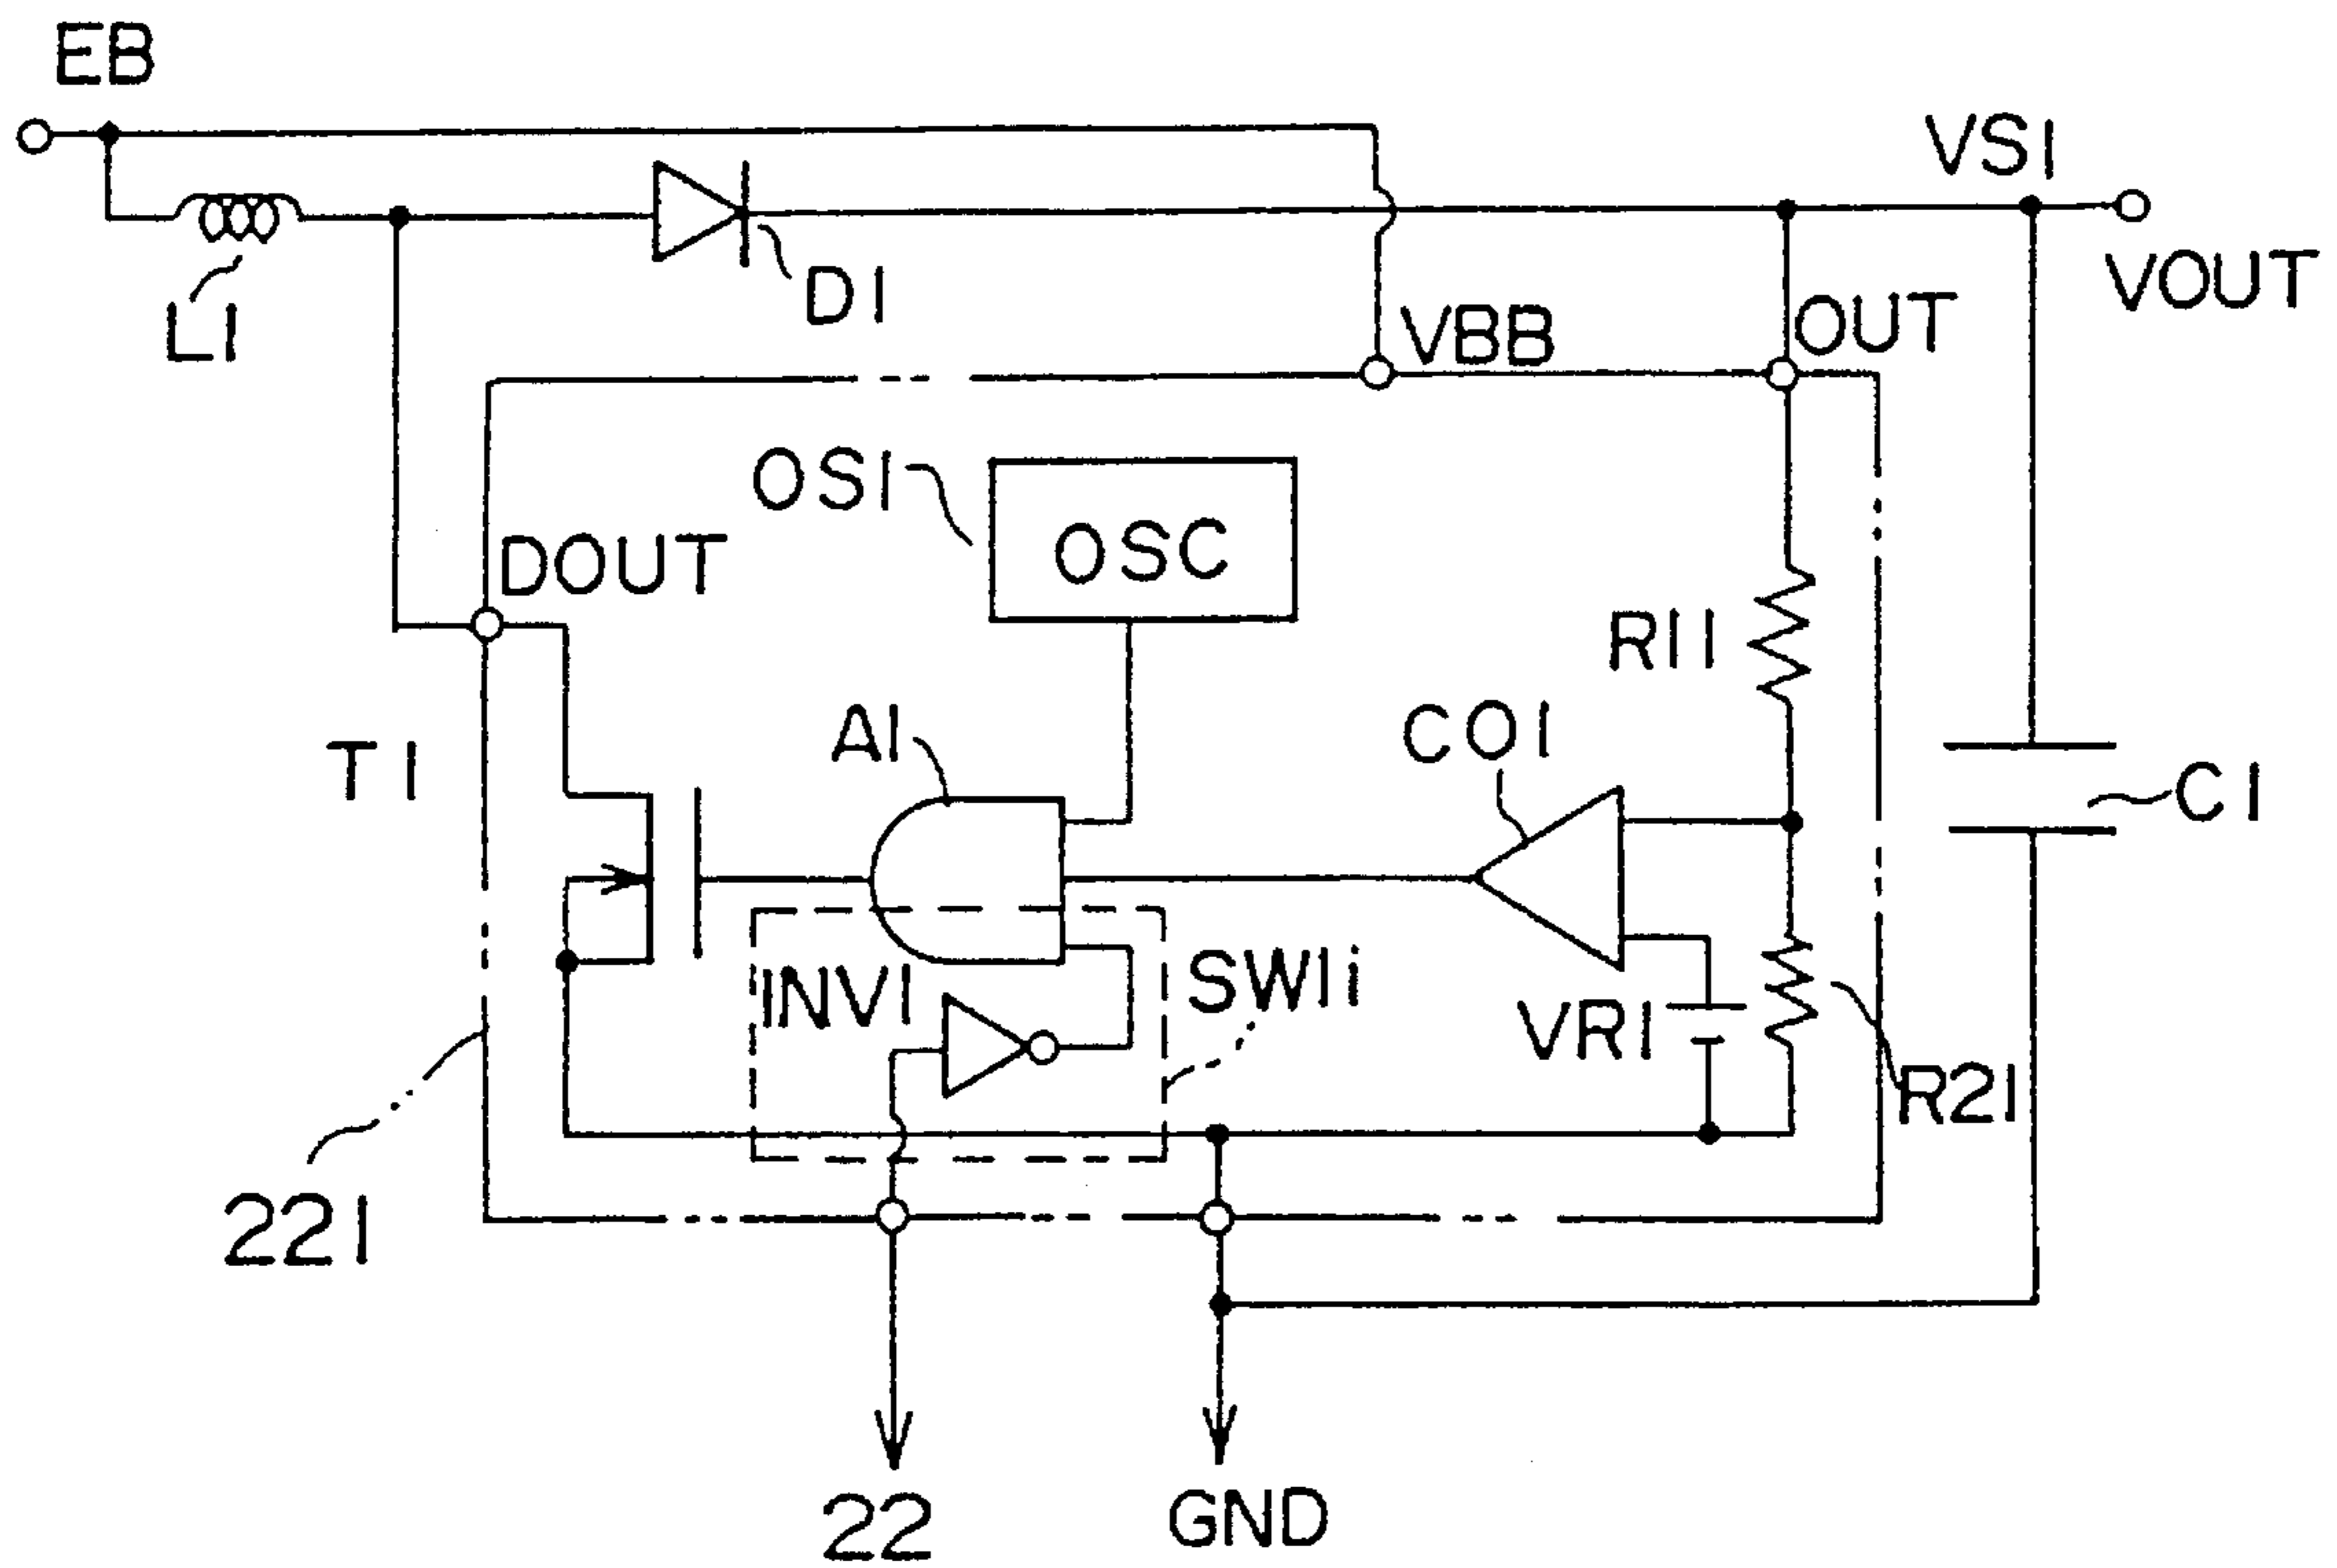 EB
VS1
VOUT
D1
L1
VBB
OUT
OS1
OSC
DOUT
R11
A1
CO1
T1
C1
INV1
SW1i
VR1
R21
221
22
GND